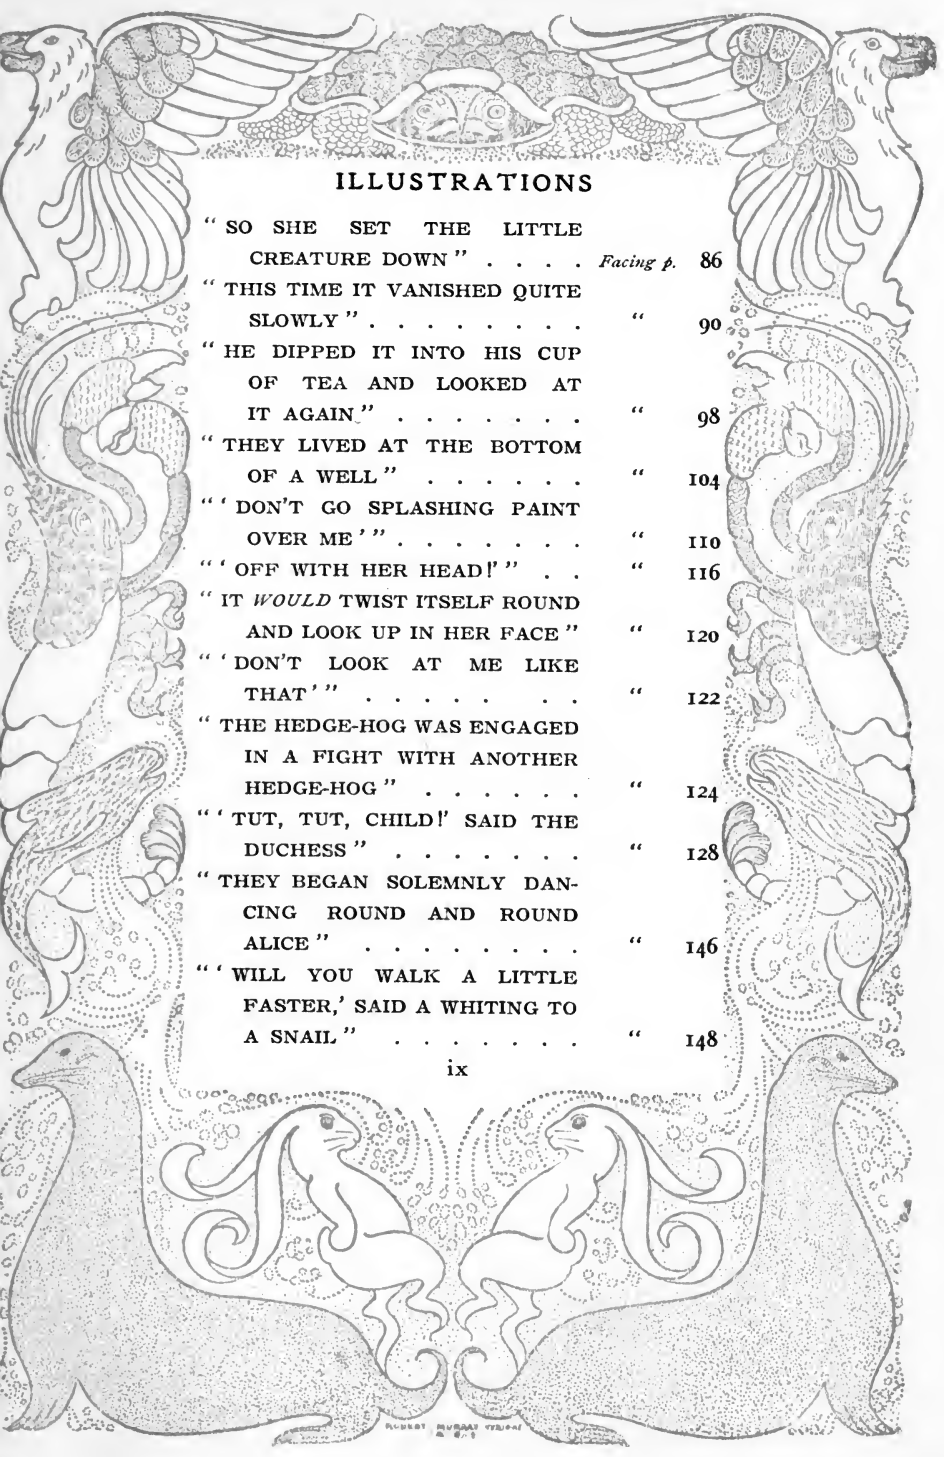 ILLUSTRATIONS
“ SO SHE SET THE LITTLE
CREATURE DOWN ” . . . . Facing p. 86
“ THIS TIME IT VANISHED QUITE
SLOWLY ” . . . . . . . . “ 90
“ HE DIPPED IT INTO HIS CUP
OF TEA AND LOOKED AT
IT AGAIN ” . . . . . . . “ 98
“ THEY LIVED AT THE BOTTOM
OF A WELL ” . . . . . . “ 104
“ ‘ DON'T GO SPLASHING PAINT
OVER ME ’ ” . . . . . . . “ 110
“ ‘ OFF WITH HER HEAD!’ ” . . “ 116
“ IT WOULD TWIST ITSELF ROUND
AND LOOK UP IN HER FACE ” “ 120
“ ‘ DON'T LOOK AT ME LIKE
THAT ’ ” . . . . . . . “ 122
“ THE HEDGE-HOG WAS ENGAGED
IN A FIGHT WITH ANOTHER
HEDGE-HOG ” . . . . . . “ 124
“ ‘ TUT, TUT, CHILD!’ SAID THE
DUCHESS ” . . . . . . . “ 128
“ THEY BEGAN SOLEMNLY DAN-
CING ROUND AND ROUND
ALICE ” . . . . . . . . “ 146
“ ‘ WILL YOU WALK A LITTLE
FASTER,’ SAID A WHITING TO
A SNAIL ” . . . . . . . “ 148
ix
MURRAY